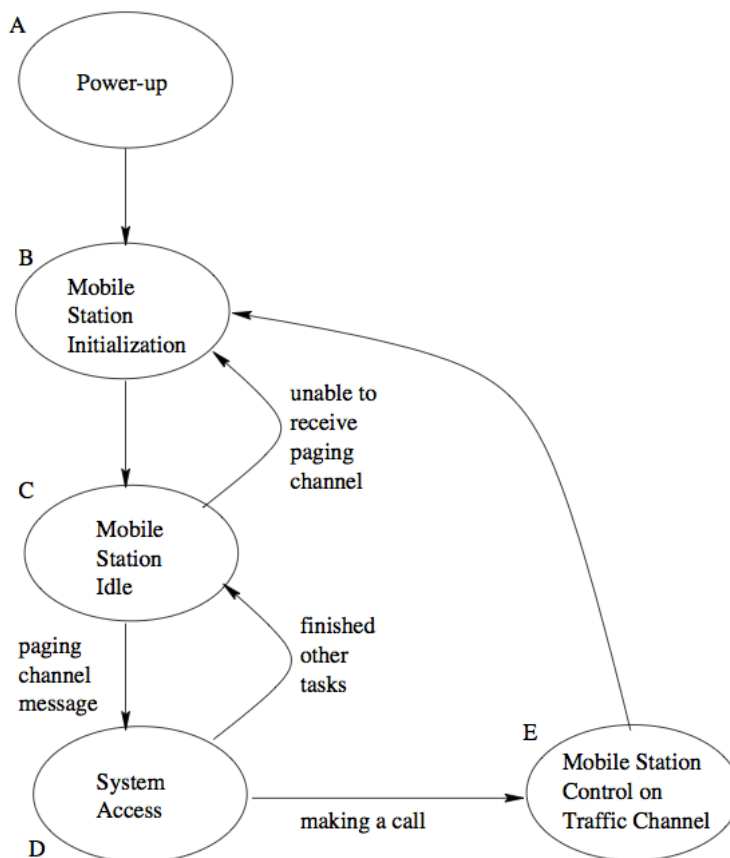 A
Power-up
B
Mobile
Station
Initialization
unable to
receive
paging
channel
C
Mobile
Station
Idle
finished
other
tasks
paging
channel
message
E
Mobile Station
Control on
Traffic Channel
System
Access
making a call
D